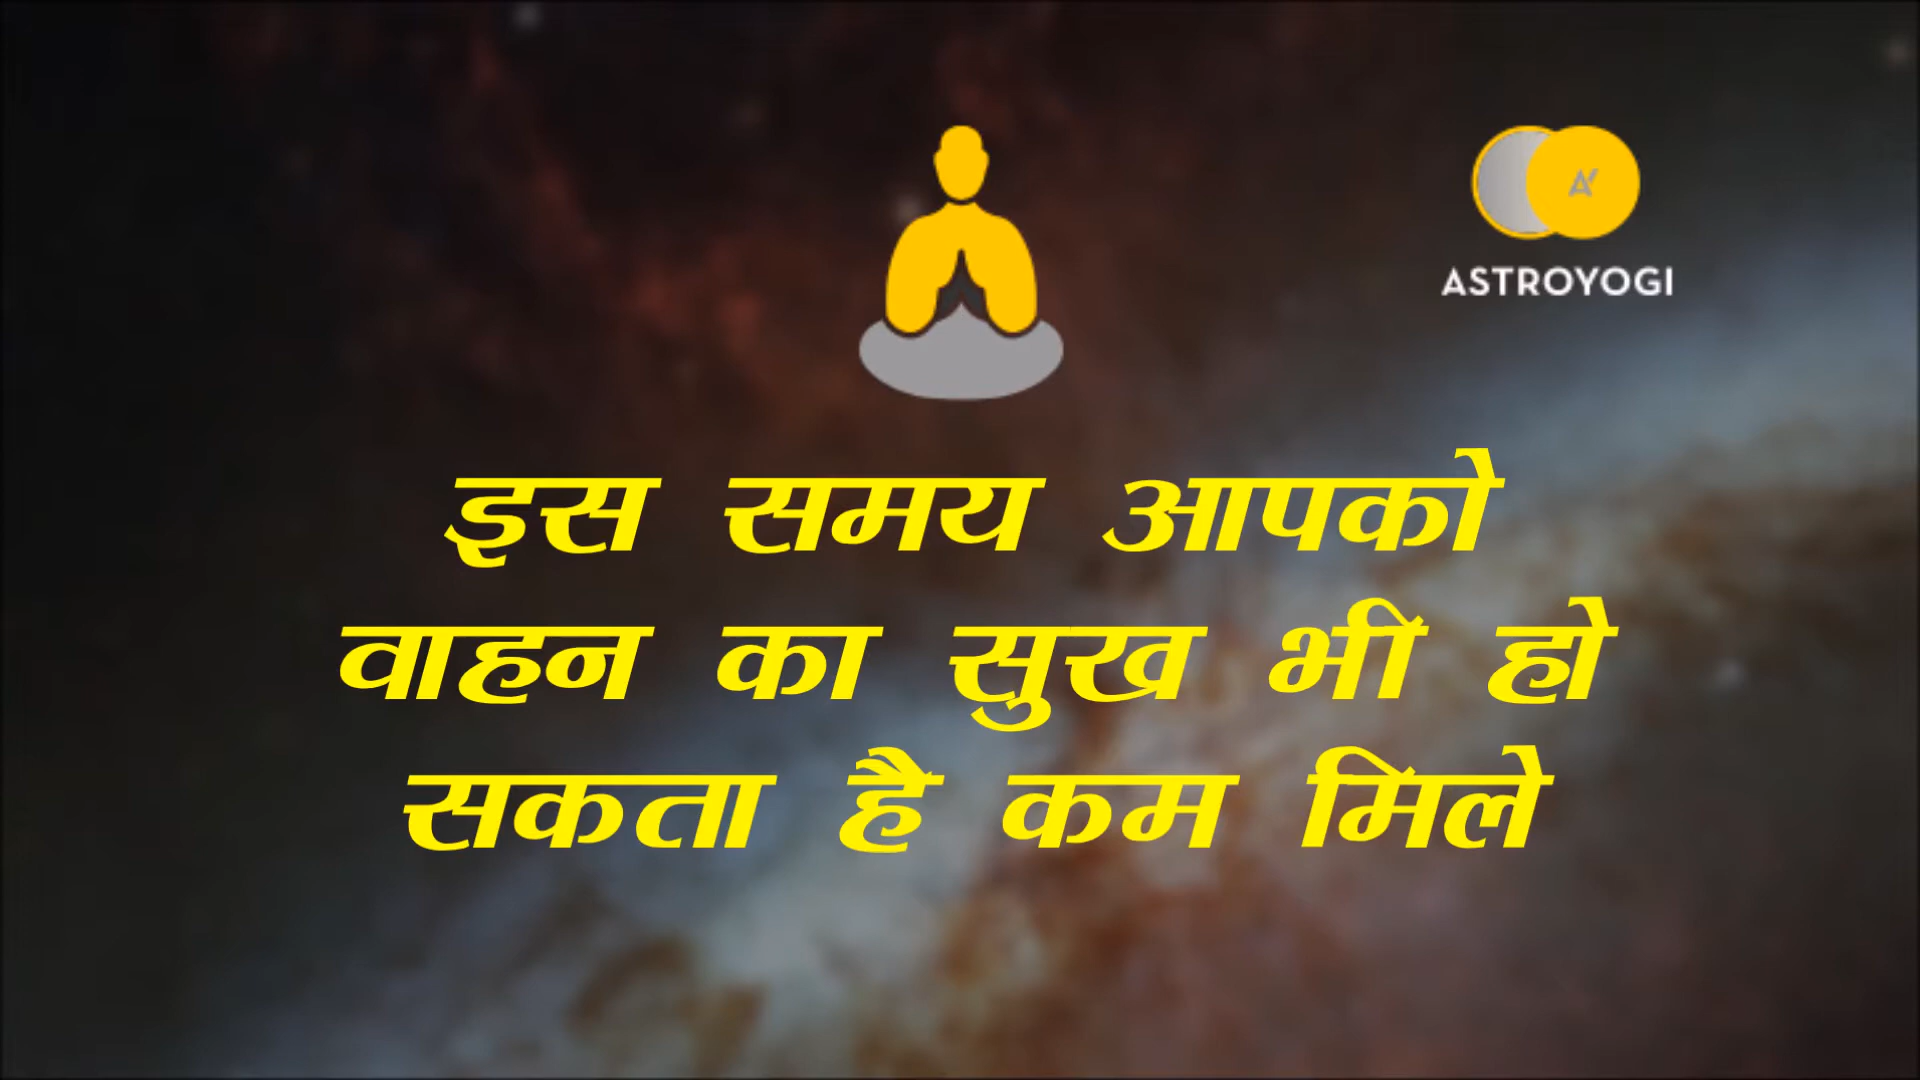 ASTROYOGI
इस समय आपको
वाहन का सुख भी हो
सकता है कम मिले